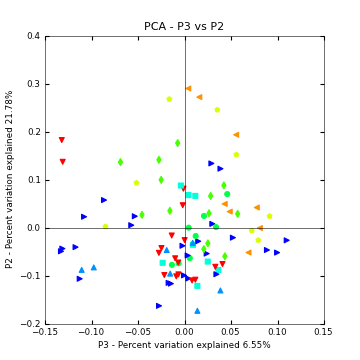 PCA - P3 vs P2
P2 - Percent variation explained 21.78%
0.4
0.3
0.2
0.1
0.0
−0.1
−0.2
−0.15 −0.10 −0.05 0.00 0.05 0.10 0.15
P3 - Percent variation explained 6.55%